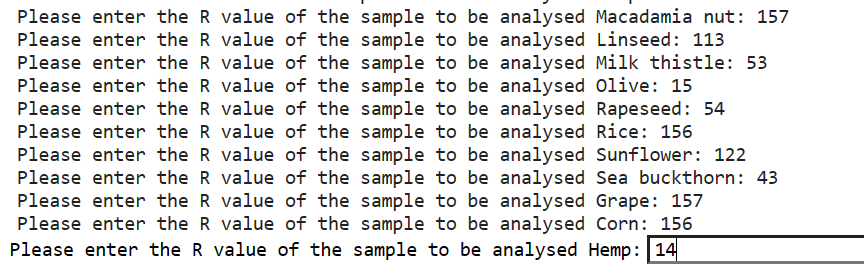 Please enter the R value of the sample to be analysed Macadamia nut: 157
Please enter the R value of the sample to be analysed Linseed: 113
Please enter the R value of the sample to be analysed Milk thistle: 53
Please enter the R value of the sample to be analysed Olive: 15
Please enter the R value of the sample to be analysed Rapeseed: 54
Please enter the R value of the sample to be analysed Rice: 156
Please enter the R value of the sample to be analysed Sunflower: 122
Please enter the R value of the sample to be analysed Sea buckthorn: 43
Please enter the R value of the sample to be analysed Grape: 157
Please enter the R value of the sample to be analysed Corn: 156
Please enter the R value of the sample to be analysed Hemp: 14